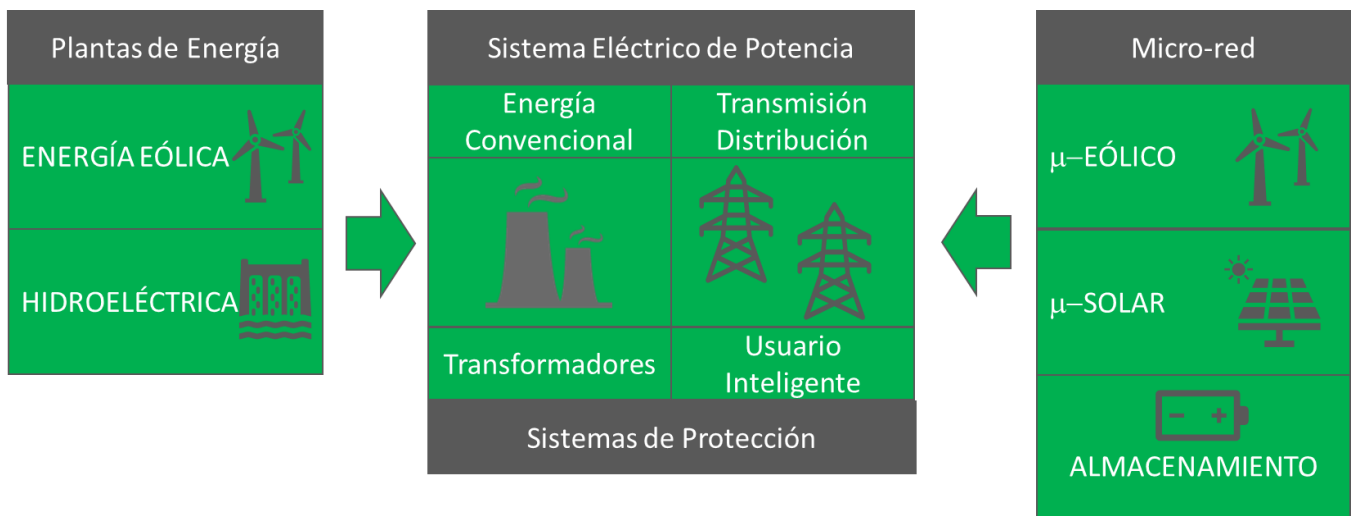 Plantas de Energía
ENERGÍA EÓLICA
HIDROELÉCTRICA
Sistema Eléctrico de Potencia
Energía
Convencional
Transmisión
Distribución
Transformadores
Usuario
Inteligente
Sistemas de Protección
Micro-red
μ–EÓLICO
μ–SOLAR
ALMACENAMIENTO